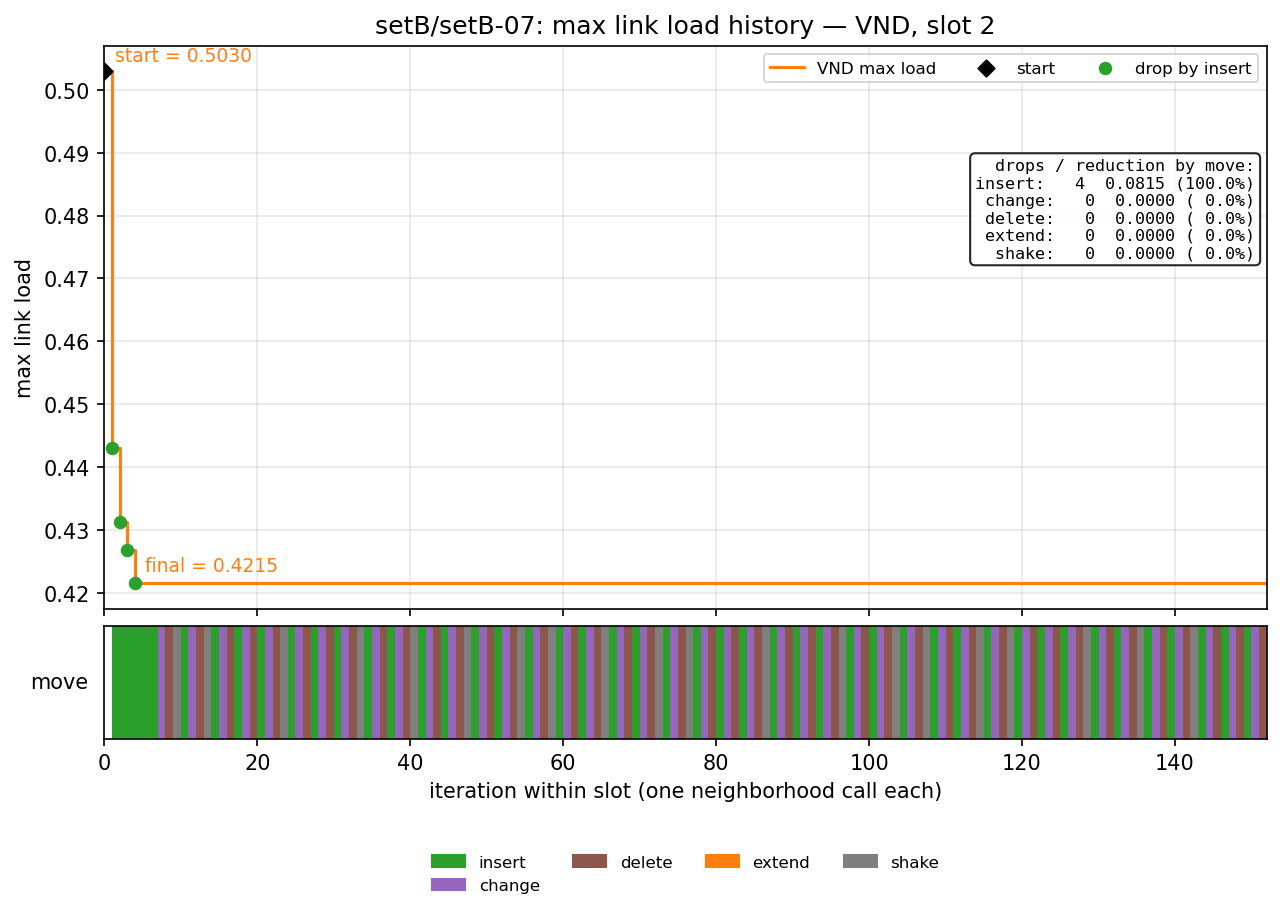 setB/setB-07: max link load history — VND, slot 2
start = 0.5030
VND max load start drop by insert
drops / reduction by move:
insert: 4 0.0815 (100.0%)
change: 0 0.0000 ( 0.0%)
delete: 0 0.0000 ( 0.0%)
extend: 0 0.0000 ( 0.0%)
shake: 0 0.0000 ( 0.0%)
0.50
0.49
0.48
0.47
0.46
0.45
0.44
0.43
0.42
max link load
final = 0.4215
move
0 20 40 60 80 100 120 140
iteration within slot (one neighborhood call each)
insert delete extend shake
change